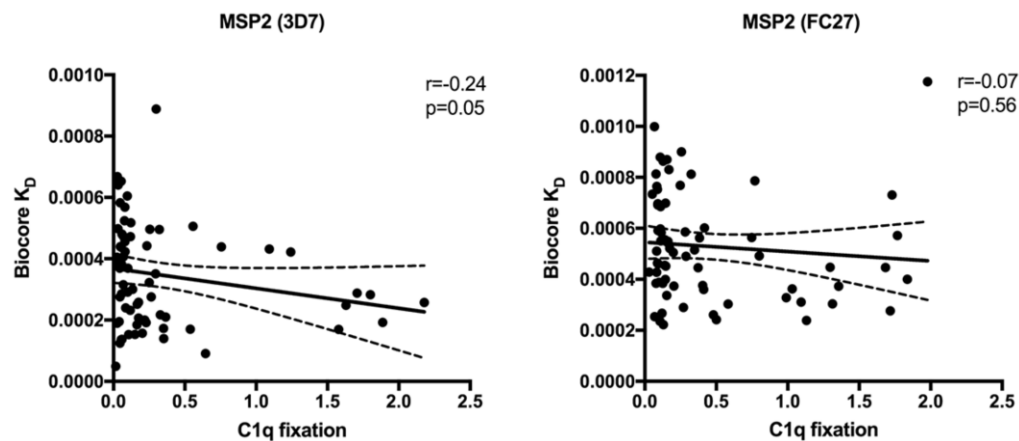 MSP2 (3D7)
r=-0.24
p=0.05
Biocore KD
0.0010
0.0008
0.0006
0.0004
0.0002
0.0000
0.0 0.5 1.0 1.5 2.0 2.5
C1q fixation
MSP2 (FC27)
r=-0.07
p=0.56
Biocore KD
0.0012
0.0010
0.0008
0.0006
0.0004
0.0002
0.0000
0.0 0.5 1.0 1.5 2.0 2.5
C1q fixation